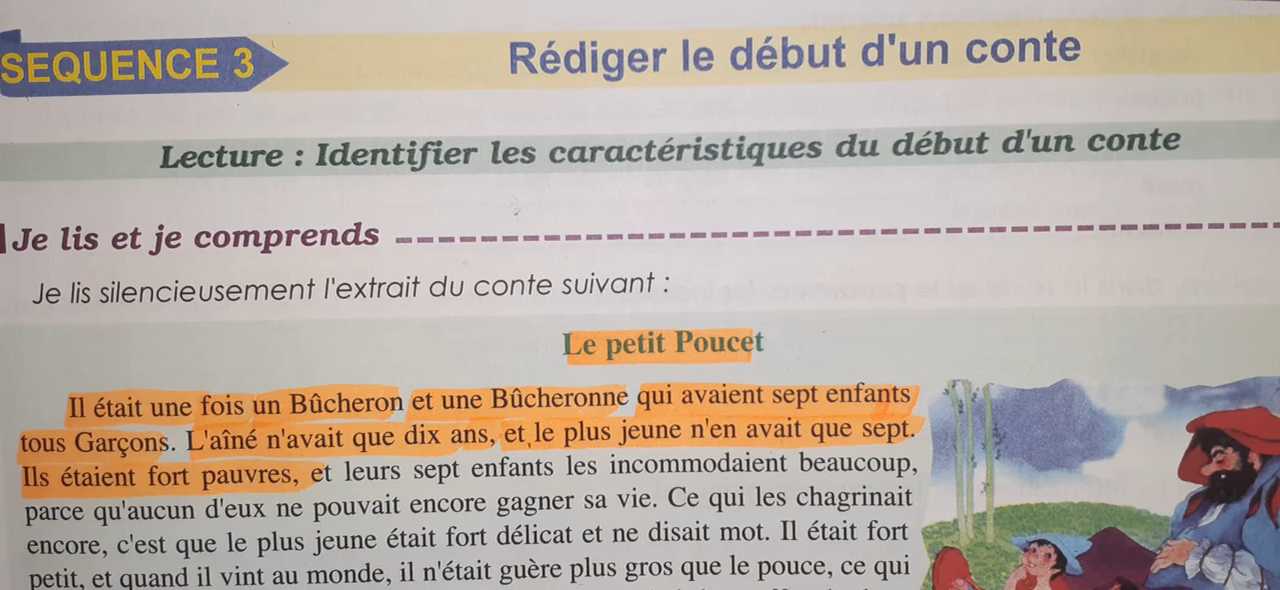 SEQUENCE 3
Rédiger le début d'un conte
Lecture : Identifier les caractéristiques du début d'un conte
Je lis et je comprends
Je lis silencieusement l'extrait du conte suivant :
Le petit Poucet
Il était une fois un Bûcheron et une Bûcheronne qui avaient sept enfants
tous Garçons. L'aîné n'avait que dix ans, et le plus jeune n'en avait que sept.
Ils étaient fort pauvres, et leurs sept enfants les incommodaient beaucoup,
parce qu'aucun d'eux ne pouvait encore gagner sa vie. Ce qui les chagrinait
encore, c'est que le plus jeune était fort délicat et ne disait mot. Il était fort
petit, et quand il vint au monde, il n'était guère plus gros que le pouce, ce qui